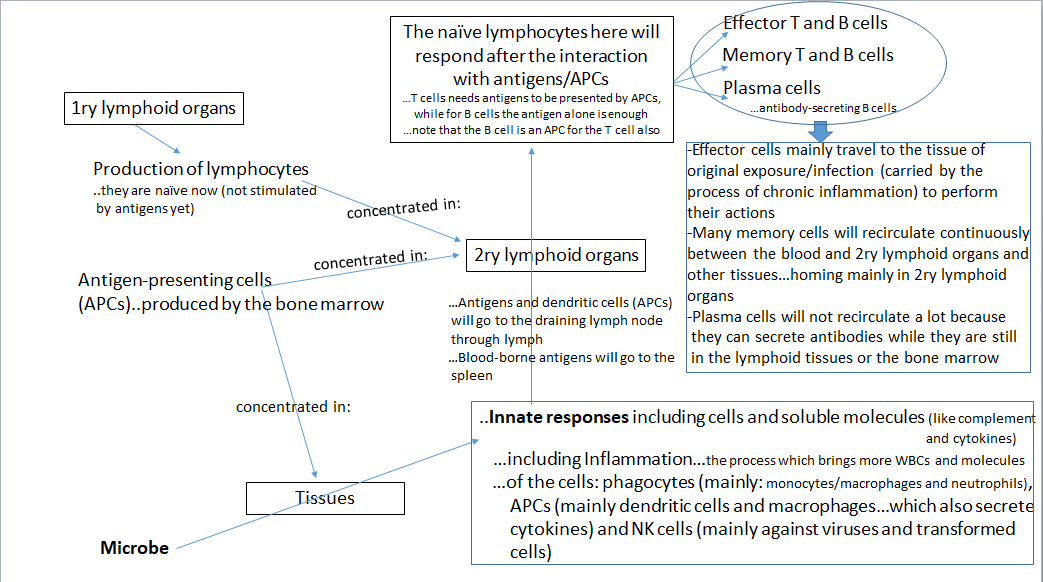 1ry lymphoid organs
Production of lymphocytes
..they are naïve now (not stimulated
by antigens yet)
concentrated in:
Antigen-presenting cells
(APCs)..produced by the bone marrow
concentrated in:
concentrated in:
Tissues
Microbe
The naïve lymphocytes here will
respond after the interaction
with antigens/APCs
...T cells needs antigens to be presented by APCs,
while for B cells the antigen alone is enough
...note that the B cell is an APC for the T cell also
2ry lymphoid organs
...Antigens and dendritic cells (APCs)
will go to the draining lymph node
through lymph
...Blood-borne antigens will go to the
spleen
Effector T and B cells
Memory T and B cells
Plasma cells
...antibody-secreting B cells
-Effector cells mainly travel to the tissue of
original exposure/infection (carried by the
process of chronic inflammation) to perform
their actions
-Many memory cells will recirculate continuously
between the blood and 2ry lymphoid organs and
other tissues...homing mainly in 2ry lymphoid
organs
-Plasma cells will not recirculate a lot because
they can secrete antibodies while they are still
in the lymphoid tissues or the bone marrow
..Innate responses including cells and soluble molecules (like complement
and cytokines)
...including Inflammation...the process which brings more WBCs and molecules
...of the cells: phagocytes (mainly: monocytes/macrophages and neutrophils),
APCs (mainly dendritic cells and macrophages...which also secrete
cytokines) and NK cells (mainly against viruses and transformed
cells)